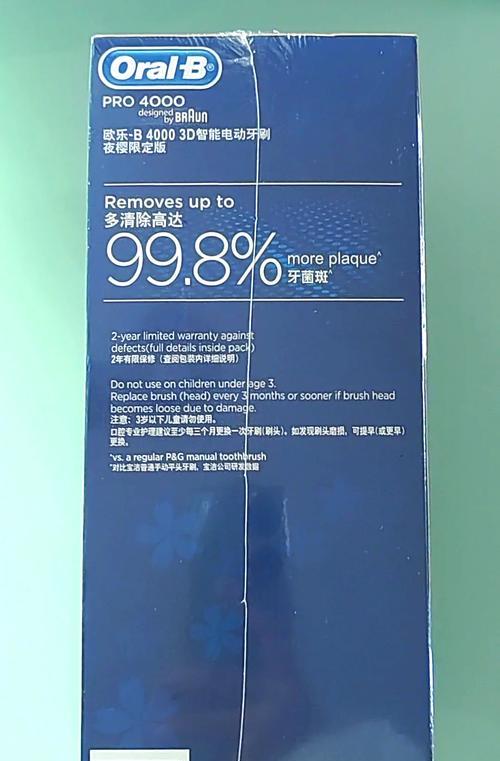 Oral-B
PRO 4000
designed by BRAUN
欧乐-B 4000 3D智能电动牙刷
夜樱限定版
Removes up to
多清除高达
99.8% more plaque^
牙菌斑^
2-year limited warranty against
defects(full details inside pack)
2年有限保修（查阅包装内详细说明）
Do not use on children under age 3.
Replace brush (head) every 3 months or sooner if brush head
becomes loose due to damage.
注意：3岁以下儿童请勿使用。
口腔专业护理建议至少每三个月更换一次牙刷(刷头)。如发现刷头磨损，可提早(或更早)
更换。
^vs. a regular P&G manual toothbrush
^对比宝洁普通手动平头牙刷，宝洁公司研发数据